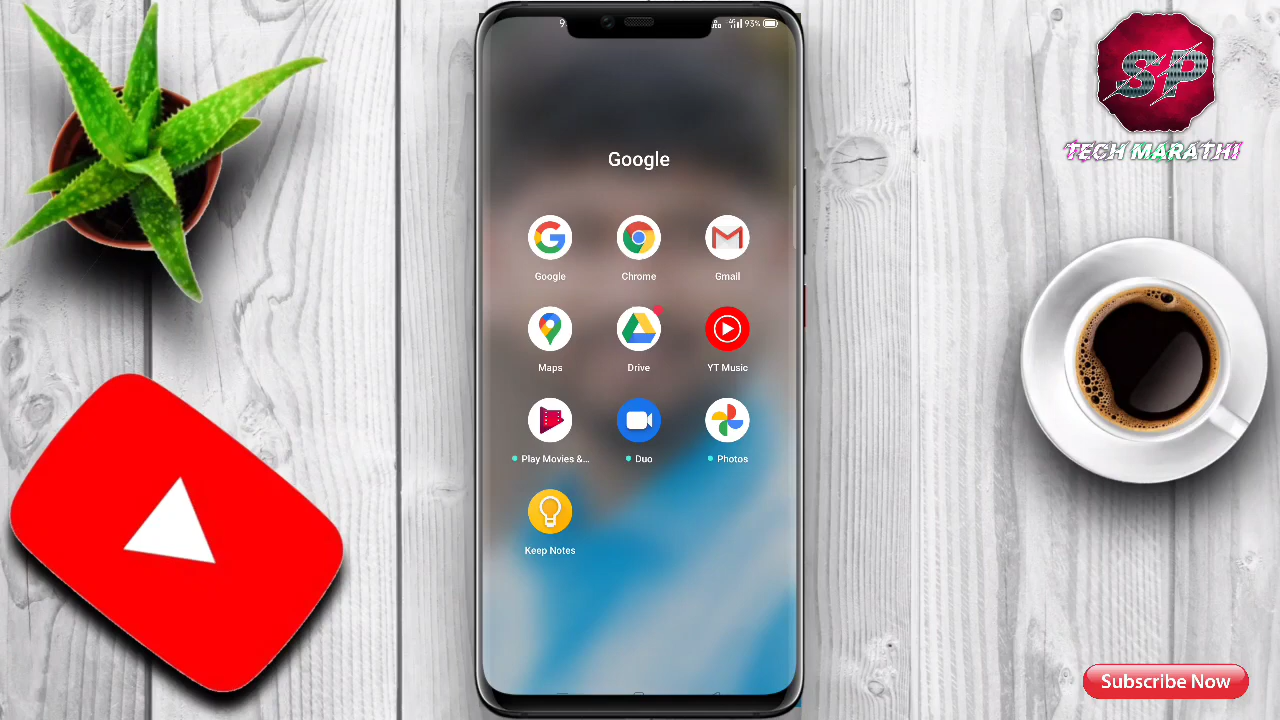 93%
Google
Google Chrome Gmail
Maps Drive YT Music
Play Movies &... Duo Photos
Keep Notes
SP
TECH MARATHI
Subscribe Now